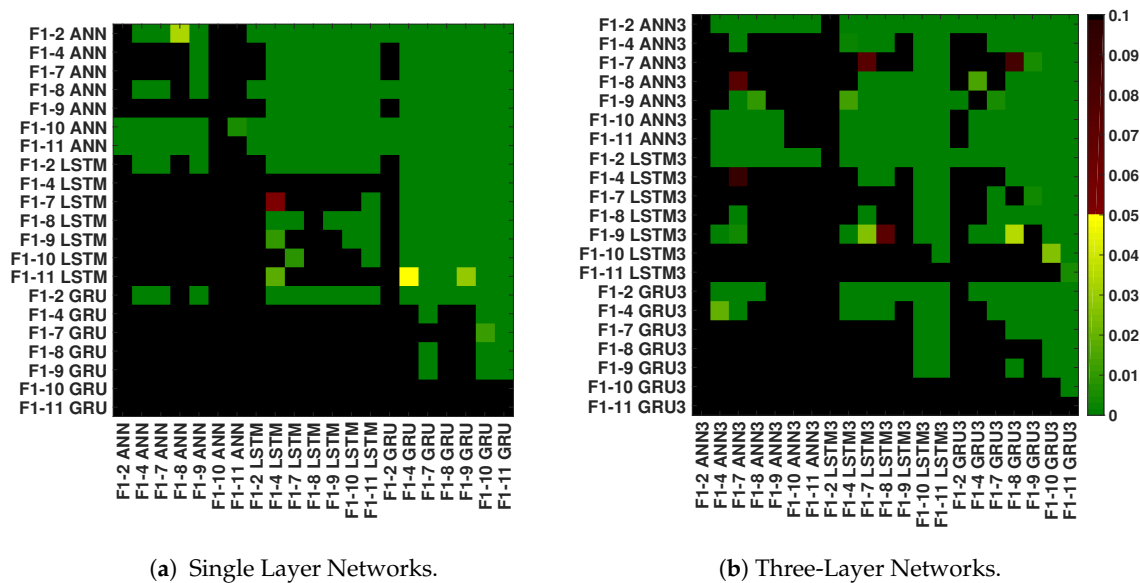 F1-2 ANN
F1-4 ANN
F1-7 ANN
F1-8 ANN
F1-9 ANN
F1-10 ANN
F1-11 ANN
F1-2 LSTM
F1-4 LSTM
F1-7 LSTM
F1-8 LSTM
F1-9 LSTM
F1-10 LSTM
F1-11 LSTM
F1-2 GRU
F1-4 GRU
F1-7 GRU
F1-8 GRU
F1-9 GRU
F1-10 GRU
F1-11 GRU
F1-2 ANN
F1-4 ANN
F1-7 ANN
F1-8 ANN
F1-9 ANN
F1-10 ANN
F1-11 ANN
F1-2 LSTM
F1-4 LSTM
F1-7 LSTM
F1-8 LSTM
F1-9 LSTM
F1-10 LSTM
F1-11 LSTM
F1-2 GRU
F1-4 GRU
F1-7 GRU
F1-8 GRU
F1-10 GRU
F1-11 GRU
(a) Single Layer Networks.
F1-2 ANN3
F1-4 ANN3
F1-7 ANN3
F1-8 ANN3
F1-9 ANN3
F1-10 ANN3
F1-11 ANN3
F1-2 LSTM3
F1-4 LSTM3
F1-7 LSTM3
F1-8 LSTM3
F1-9 LSTM3
F1-10 LSTM3
F1-11 LSTM3
F1-2 GRU3
F1-4 GRU3
F1-7 GRU3
F1-8 GRU3
F1-9 GRU3
F1-10 GRU3
F1-11 GRU3
F1-2 ANN3
F1-4 ANN3
F1-7 ANN3
F1-8 ANN3
F1-9 ANN3
F1-10 ANN3
F1-11 ANN3
F1-2 LSTM3
F1-4 LSTM3
F1-7 LSTM3
F1-8 LSTM3
F1-9 LSTM3
F1-10 LSTM3
F1-11 LSTM3
F1-2 GRU3
F1-4 GRU3
F1-7 GRU3
F1-8 GRU3
F1-9 GRU3
F1-10 GRU3
F1-11 GRU3
0.1
0.09
0.08
0.07
0.06
0.05
0.04
0.03
0.02
0.01
0
(b) Three-Layer Networks.